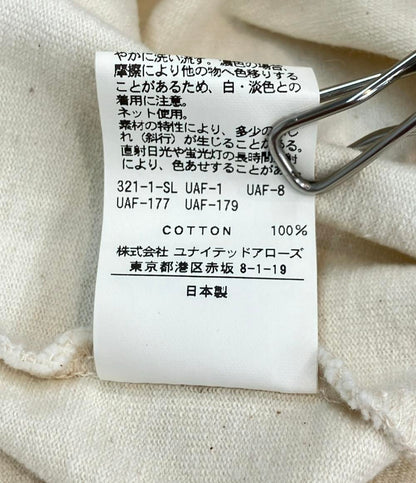 やかに洗い流す。濃色の場合、
摩擦により他の物へ色移りする
ことがあるため、白・淡色との
着用に注意。
ネット使用。
素材の特性により、多少の
れ(斜行)が生じることがある。
直射日光や蛍光灯の長時間照射
により、色あせすることがある
321-1-SL UAF-1 UAF-8
UAF-177 UAF-179
COTTON 100%
株式会社 ユナイテッドアローズ
東京都港区赤坂 8-1-19
日本製